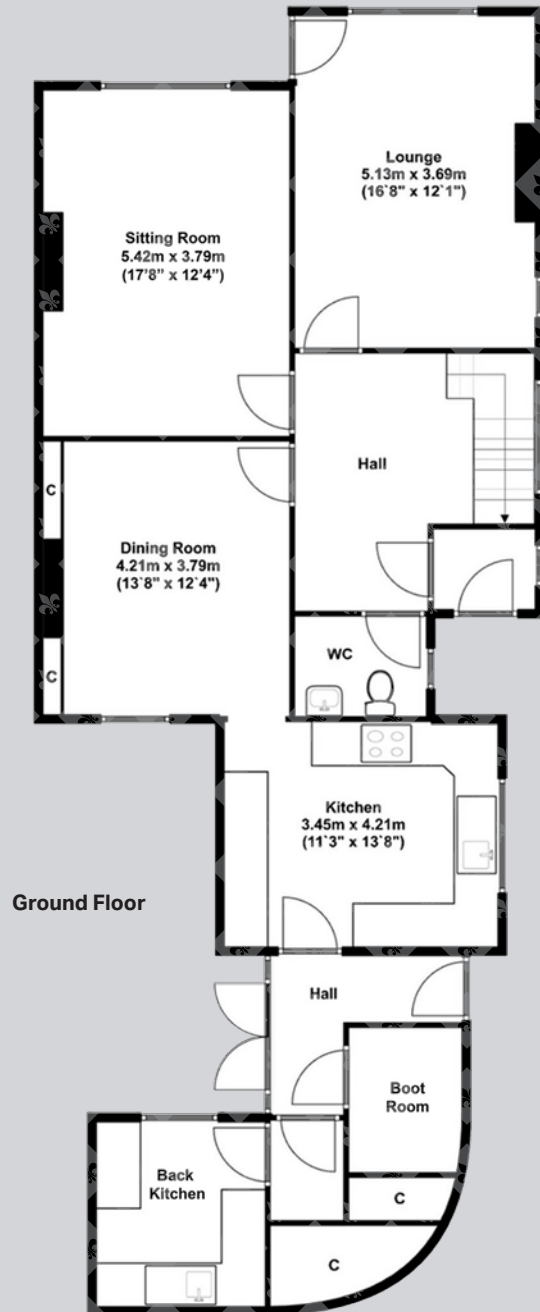 Lounge
5.13m x 3.69m
(16'8" x 12`1")
Sitting Room
5.42m x 3.79m
(17'8" x 12'4")
Hall
C
Dining Room
4.21m x 3.79m
(13`8" x 12`4")
WC
C
Kitchen
3.45m x 4.21m
(11`3" x 13`8")
Ground Floor
Hall
Boot
Room
Back
Kitchen
C
C